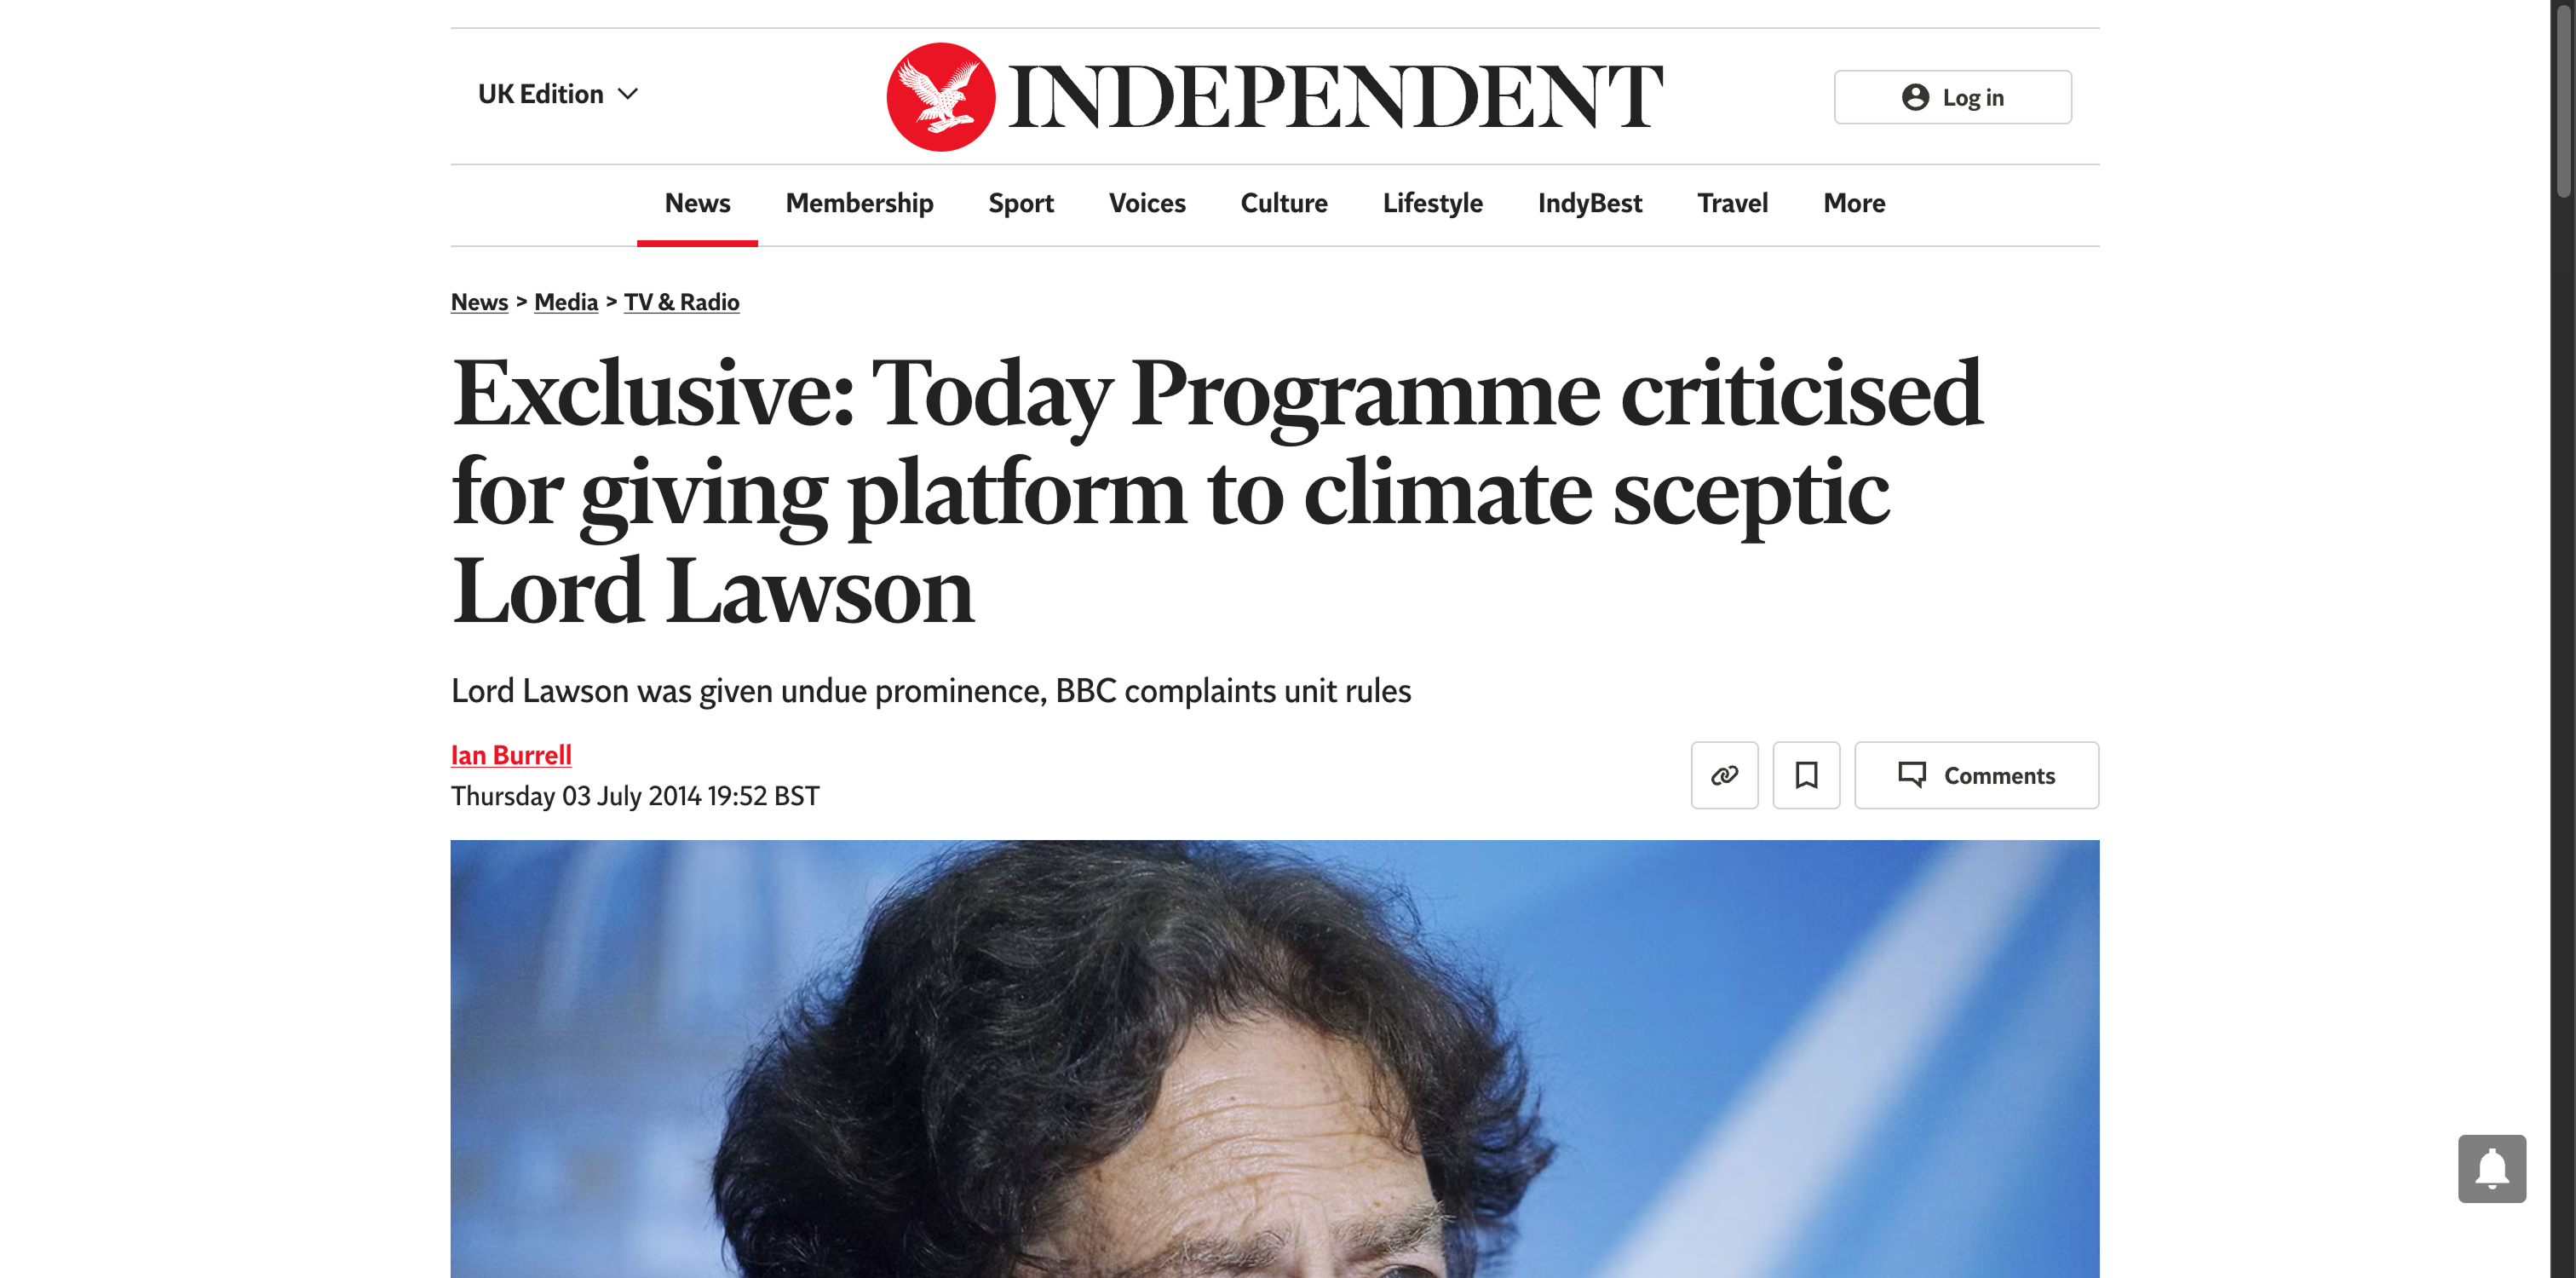 UK Edition
INDEPENDENT
Log in
News Membership Sport Voices Culture Lifestyle IndyBest Travel More
News > Media > TV & Radio
Exclusive: Today Programme criticised
for giving platform to climate sceptic
Lord Lawson
Lord Lawson was given undue prominence, BBC complaints unit rules
Ian Burrell
Thursday 03 July 2014 19:52 BST
Comments